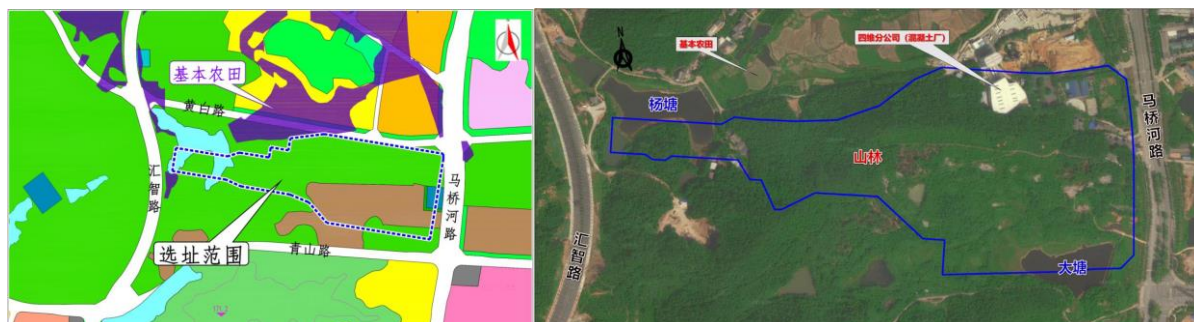 基本农田
黄白路
汇智路
马桥河路
选址范围
青山路
N
基本农田
四维分公司（混凝土厂）
杨塘
马桥河路
山林
汇智路
大塘